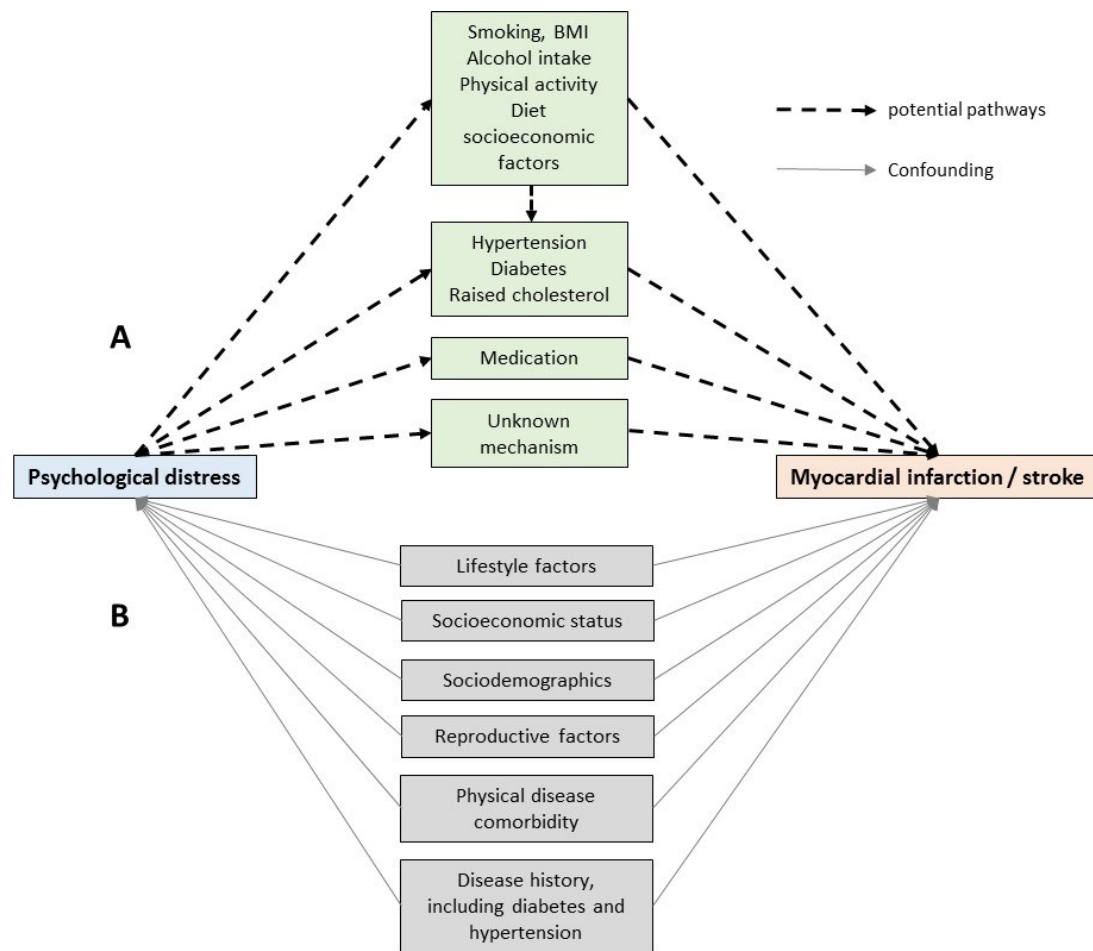 Smoking, BMI
Alcohol intake
Physical activity
Diet
socioeconomic
factors
potential pathways
Confounding
Hypertension
Diabetes
Raised cholesterol
A
Medication
Unknown
mechanism
Psychological distress
Myocardial infarction / stroke
Lifestyle factors
B
Socioeconomic status
Sociodemographics
Reproductive factors
Physical disease
comorbidity
Disease history,
including diabetes and
hypertension